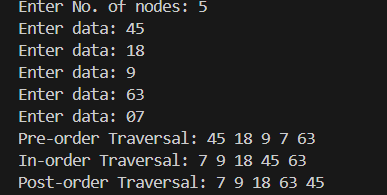 Enter No. of nodes: 5
Enter data: 45
Enter data: 18
Enter data: 9
Enter data: 63
Enter data: 07
Pre-order Traversal: 45 18 9 7 63
In-order Traversal: 7 9 18 45 63
Post-order Traversal: 7 9 18 63 45